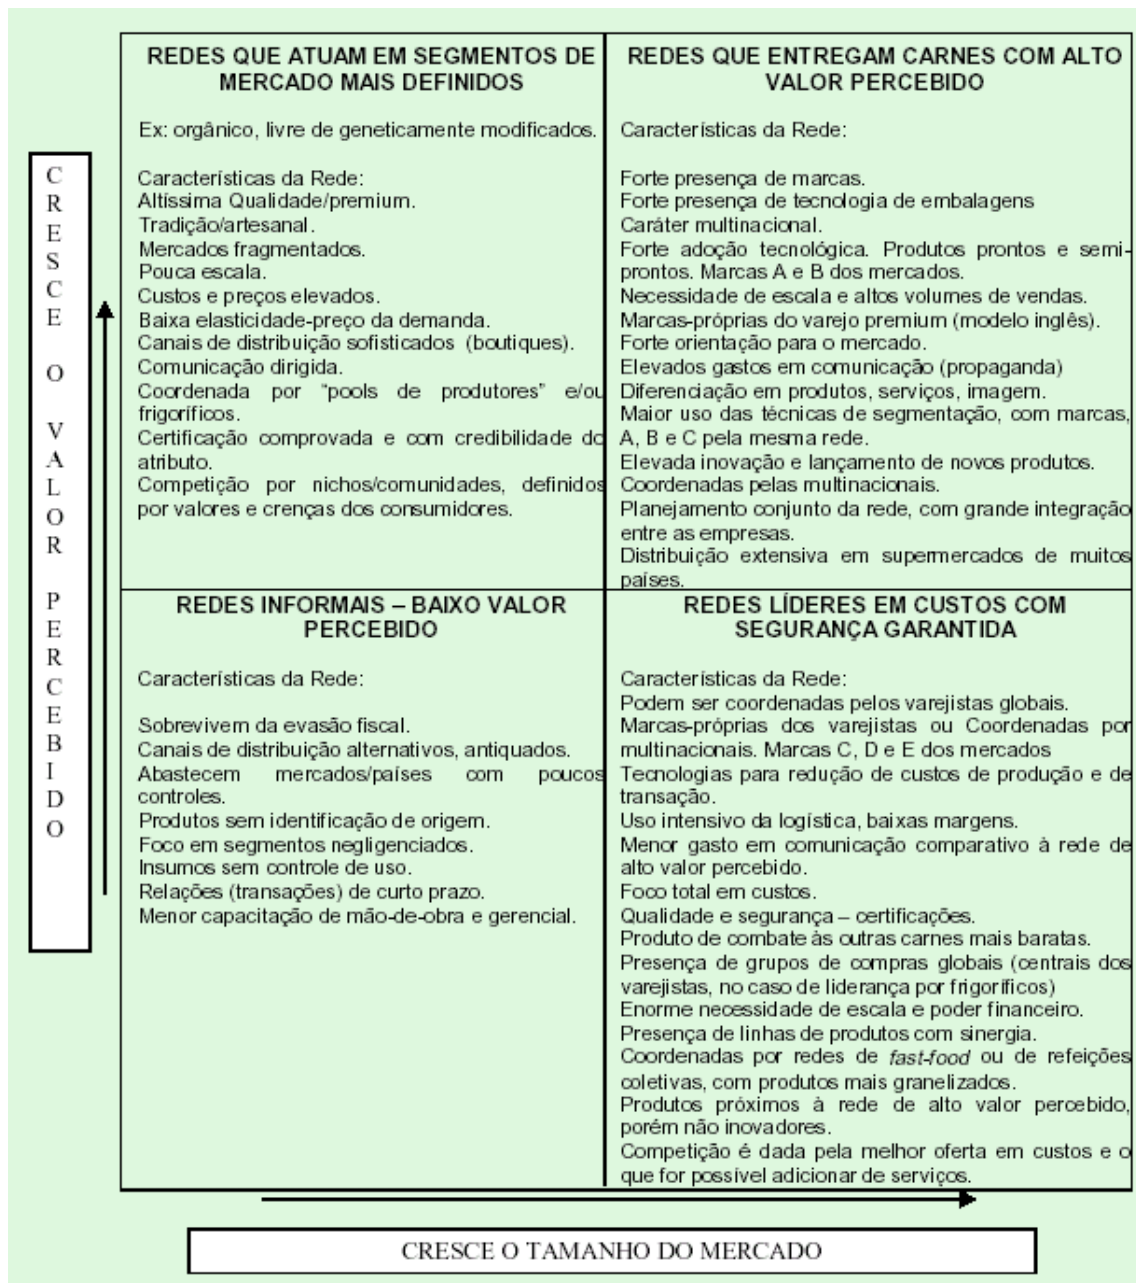 REDES QUE ATUAM EM SEGMENTOS DE
MERCADO MAIS DEFINIDOS
Ex: orgânico, livre de geneticamente modificados.
Características da Rede:
Altíssima Qualidade/premium.
Tradição/artesanal.
Mercados fragmentados.
Pouca escala.
Custos e preços elevados.
Baixa elasticidade-preço da demanda.
Canais de distribuição sofisticados (boutiques).
Comunicação dirigida.
Coordenada por “pools de produtores” e/ou
frigoríficos.
Certificação comprovada e com credibilidade do
atributo.
Competição por nichos/comunidades, definidos
por valores e crenças dos consumidores.
REDES QUE ENTREGAM CARNES COM ALTO
VALOR PERCEBIDO
Características da Rede:
Forte presença de marcas.
Forte presença de tecnologia de embalagens
Caráter multinacional.
Forte adoção tecnológica. Produtos prontos e semi-
prontos. Marcas A e B dos mercados.
Necessidade de escala e altos volumes de vendas.
Marcas-próprias do varejo premium (modelo inglês).
Forte orientação para o mercado.
Elevados gastos em comunicação (propaganda)
Diferenciação em produtos, serviços, imagem.
Maior uso das técnicas de segmentação, com marcas,
A, B e C pela mesma rede.
Elevada inovação e lançamento de novos produtos.
Coordenadas pelas multinacionais.
Planejamento conjunto da rede, com grande integração
entre as empresas.
Distribuição extensiva em supermercados de muitos
países.
REDES INFORMAIS – BAIXO VALOR
PERCEBIDO
Características da Rede:
Sobrevivem da evasão fiscal.
Canais de distribuição alternativos, antiquados.
Abastecem mercados/países com poucos
controles.
Produtos sem identificação de origem.
Foco em segmentos negligenciados.
Insumos sem controle de uso.
Relações (transações) de curto prazo.
Menor capacitação de mão-de-obra e gerencial.
REDES LÍDERES EM CUSTOS COM
SEGURANÇA GARANTIDA
Características da Rede:
Podem ser coordenadas pelos varejistas globais.
Marcas-próprias dos varejistas ou Coordenadas por
multinacionais. Marcas C, D e E dos mercados
Tecnologias para redução de custos de produção e de
transação.
Uso intensivo da logística, baixas margens.
Menor gasto em comunicação comparativo à rede de
alto valor percebido.
Foco total em custos.
Qualidade e segurança – certificações.
Produto de combate às outras carnes mais baratas.
Presença de grupos de compras globais (centrais dos
varejistas, no caso de liderança por frigoríficos)
Enorme necessidade de escala e poder financeiro.
Presença de linhas de produtos com sinergia.
Coordenadas por redes de fast-food ou de refeições
coletivas, com produtos mais granelizados.
Produtos próximos à rede de alto valor percebido,
porém não inovadores.
Competição é dada pela melhor oferta em custos e o
que for possível adicionar de serviços.
CRESCE O VALOR PERCEBIDO
CRESCE O TAMANHO DO MERCADO